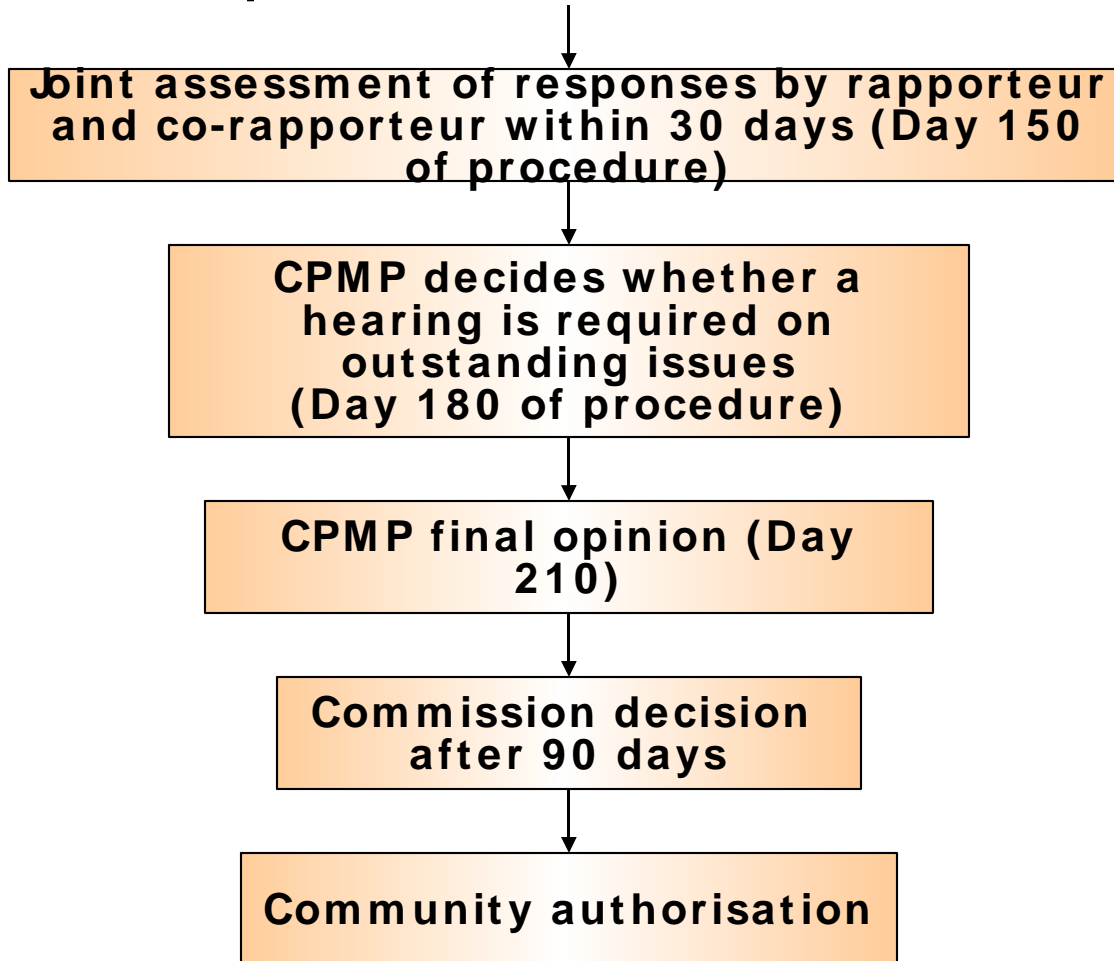 Joint assessment of responses by rapporteur
and co-rapporteur within 30 days (Day 150
of procedure)
CPMP decides whether a
hearing is required on
outstanding issues
(Day 180 of procedure)
CPMP final opinion (Day
210)
Commission decision
after 90 days
Community authorisation